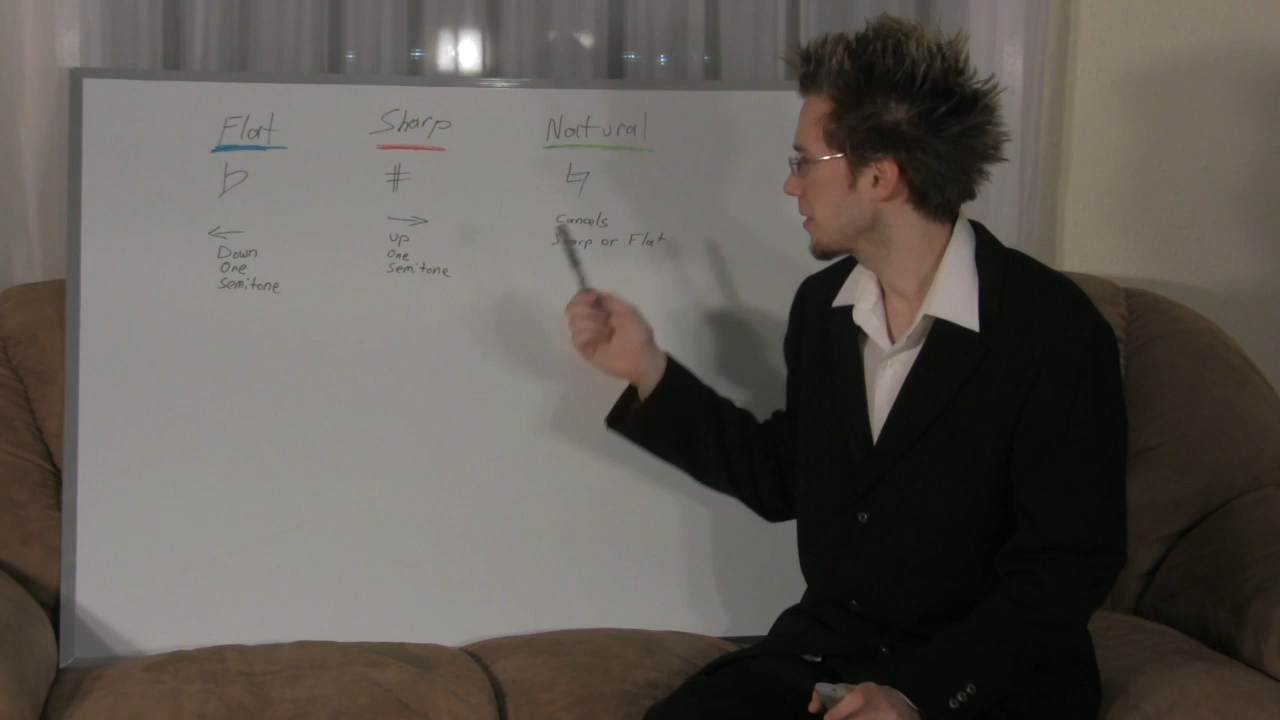 Flat
♭
←
Down
One
Semitone
Sharp
#
→
up
One
Semitone
Natural
♮
Cancels
Sharp or Flat